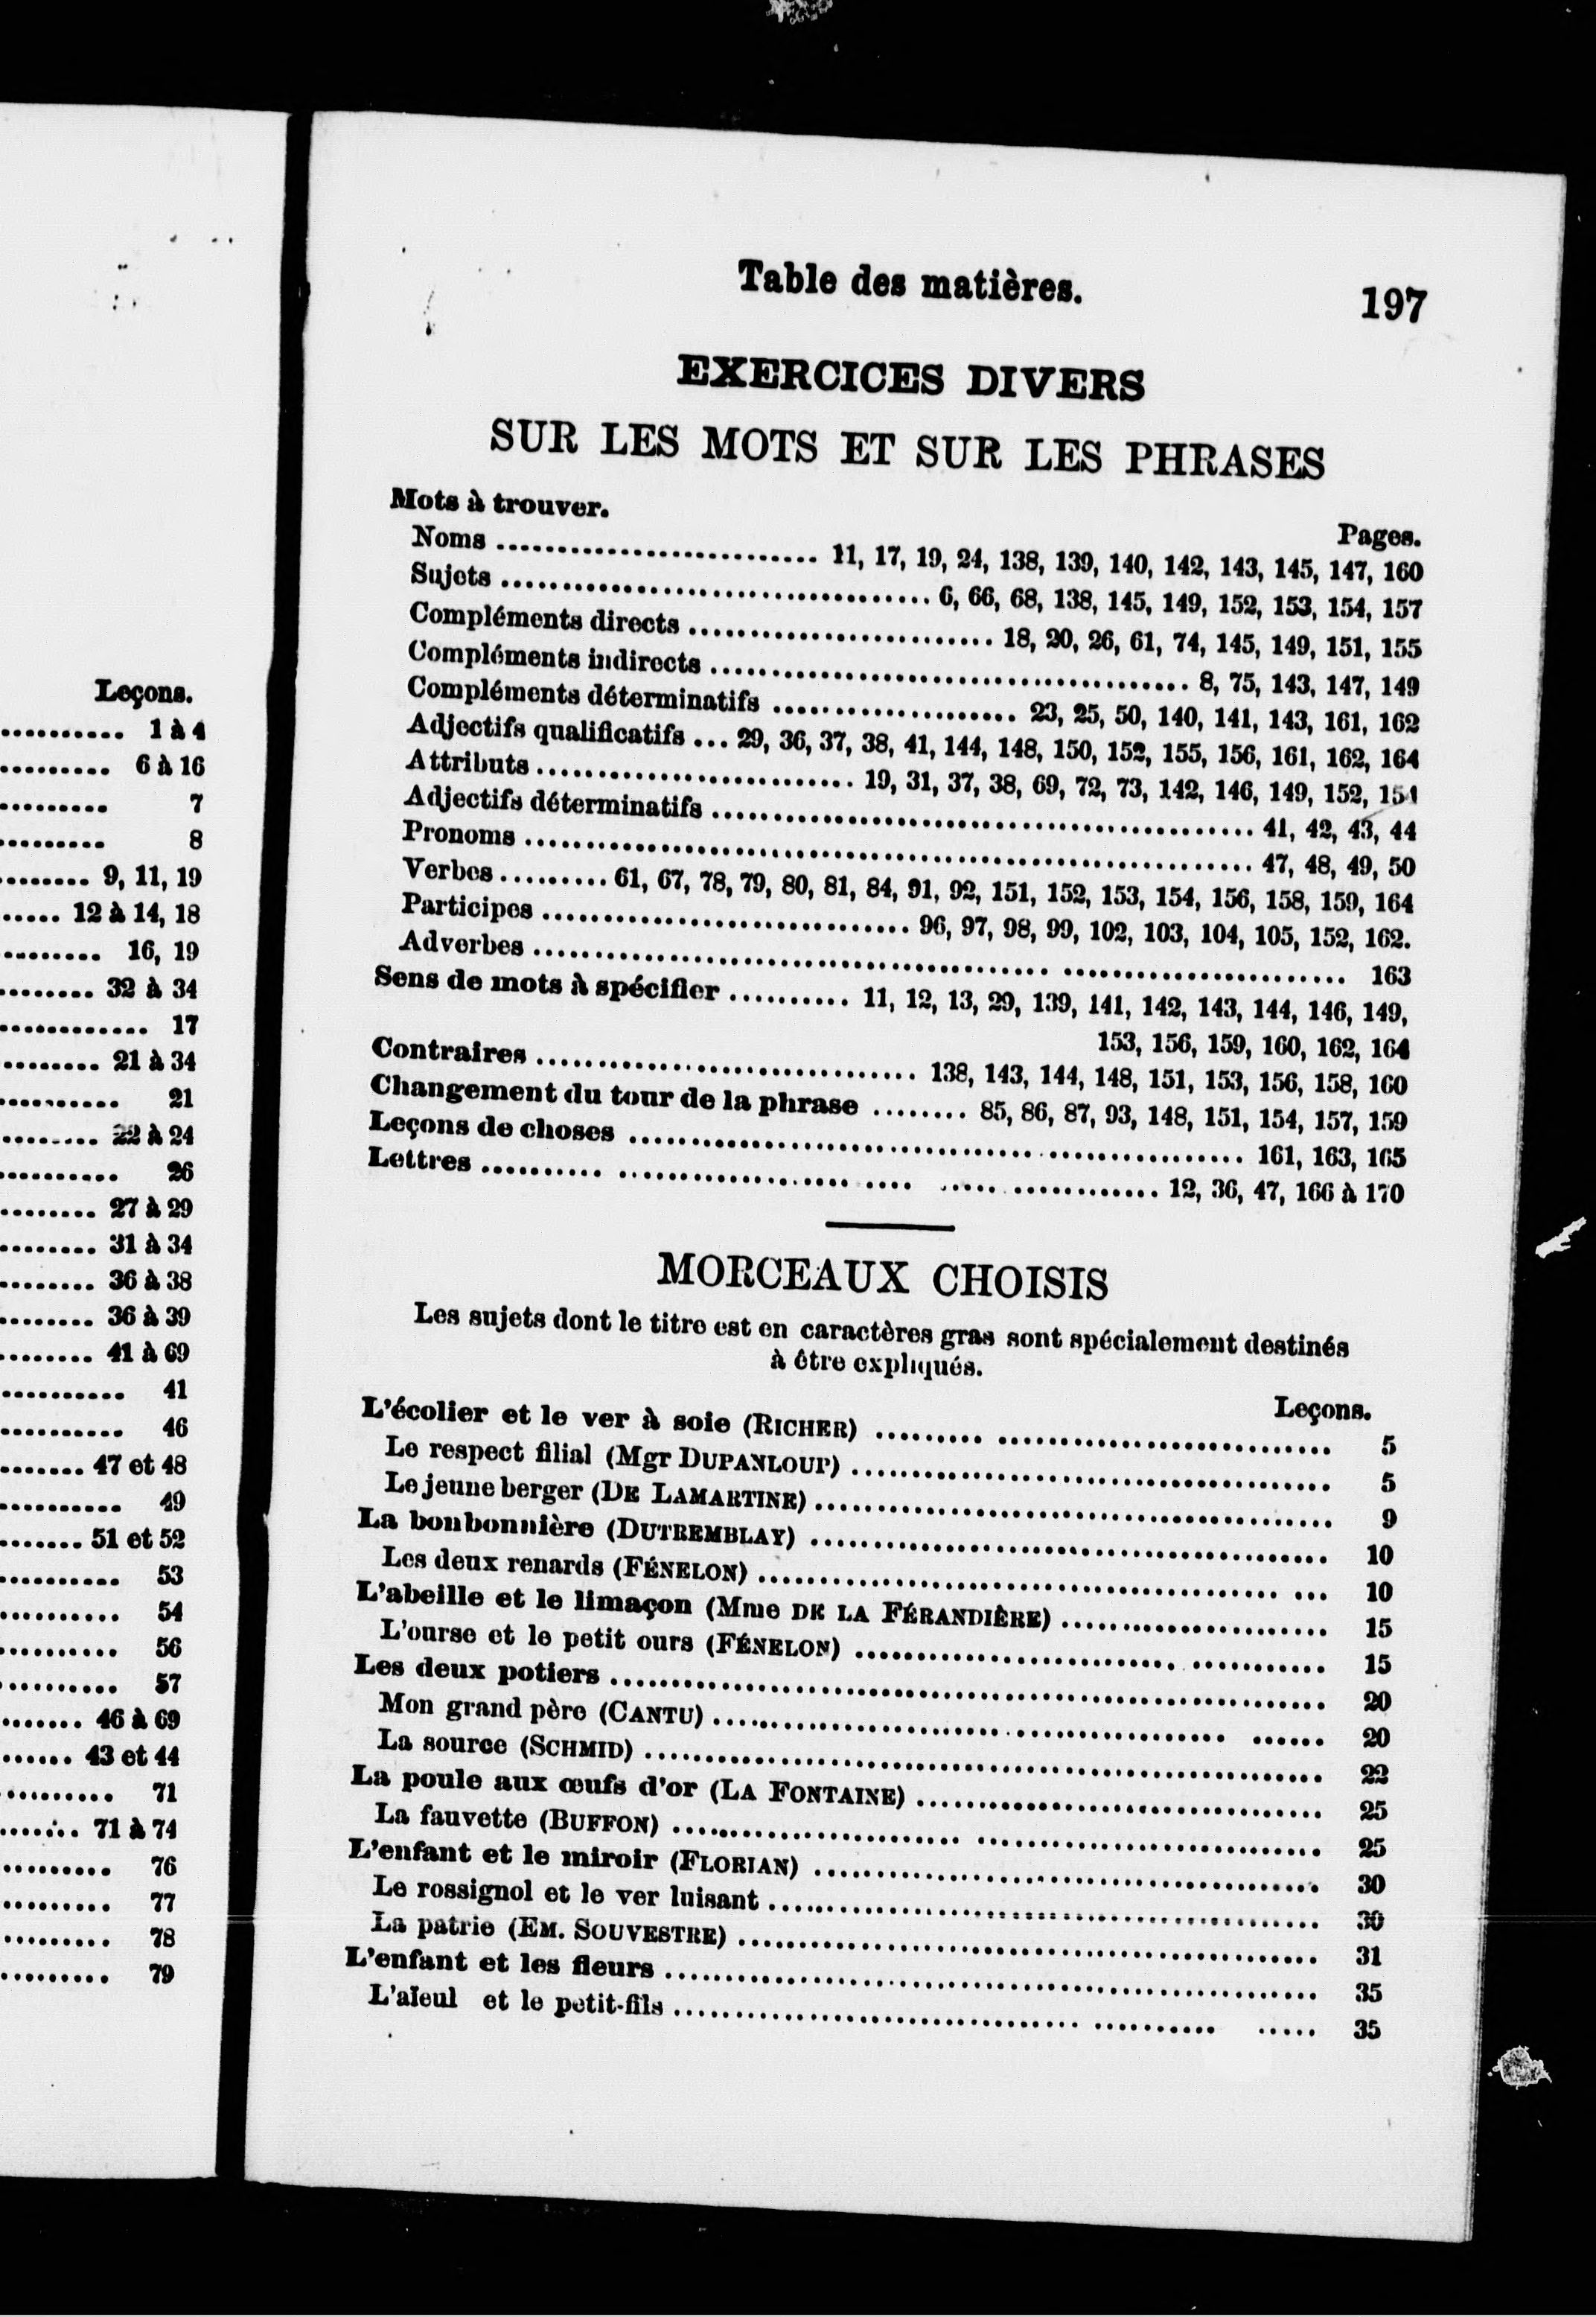 Leçons.
.......... 1 à 4
.......... 6 à 16
......... 7
......... 8
........ 9, 11, 19
...... 12 à 14, 18
........ 16, 19
........ 32 à 34
............ 17
......... 21 à 34
.......... 21
........ 22 à 24
.......... 26
........ 27 à 29
........ 31 à 34
........ 36 à 38
........ 36 à 39
........ 41 à 69
........... 41
........... 46
....... 47 et 48
.......... 49
....... 51 et 52
.......... 53
.......... 54
.......... 56
.......... 57
....... 46 à 69
...... 43 et 44
......... 71
....... 71 à 74
......... 76
......... 77
......... 78
......... 79
Table des matières. 197
EXERCICES DIVERS
SUR LES MOTS ET SUR LES PHRASES
Mots à trouver.
Pages.
Noms .......................... 11, 17, 19, 24, 138, 139, 140, 142, 143, 145, 147, 160
Sujets ................................... 6, 66, 68, 138, 145, 149, 152, 153, 154, 157
Compléments directs ......................... 18, 20, 26, 61, 74, 145, 149, 151, 155
Compléments indirects ....................................... 8, 75, 143, 147, 149
Compléments déterminatifs .................... 23, 25, 50, 140, 141, 143, 161, 162
Adjectifs qualificatifs ... 29, 36, 37, 38, 41, 144, 148, 150, 152, 155, 156, 161, 162, 164
Attributs .......................... 19, 31, 37, 38, 69, 72, 73, 142, 146, 149, 152, 154
Adjectifs déterminatifs ............................................ 41, 42, 43, 44
Pronoms ........................................................... 47, 48, 49, 50
Verbes ......... 61, 67, 78, 79, 80, 81, 84, 91, 92, 151, 152, 153, 154, 156, 158, 159, 164
Participes .............................. 96, 97, 98, 99, 102, 103, 104, 105, 152, 162.
Adverbes .................................................................. 163
Sens de mots à spécifier .......... 11, 12, 13, 29, 139, 141, 142, 143, 144, 146, 149,
153, 156, 159, 160, 162, 164
Contraires ............................... 138, 143, 144, 148, 151, 153, 156, 158, 160
Changement du tour de la phrase ........ 85, 86, 87, 93, 148, 151, 154, 157, 159
Leçons de choses .................................................. 161, 163, 165
Lettres ....................................................... 12, 36, 47, 166 à 170
MORCEAUX CHOISIS
Les sujets dont le titre est en caractères gras sont spécialement destinés
à être expliqués.
Leçons.
L'écolier et le ver à soie (RICHER) .................................... 5
Le respect filial (Mgr DUPANLOUP) ....................................... 5
Le jeune berger (DE LAMARTINE) .......................................... 9
La bonbonnière (DUTREMBLAY) .......................................... 10
Les deux renards (FÉNELON) ............................................. 10
L'abeille et le limaçon (Mme DE LA FÉRANDIÈRE) ...................... 15
L'ourse et le petit ours (FÉNELON) ..................................... 15
Les deux potiers .......................................................... 20
Mon grand père (CANTU) ................................................ 20
La source (SCHMID) ....................................................... 22
La poule aux œufs d'or (LA FONTAINE) ................................. 25
La fauvette (BUFFON) .................................................... 25
L'enfant et le miroir (FLORIAN) ......................................... 30
Le rossignol et le ver luisant ............................................. 30
La patrie (EM. SOUVESTRE) ............................................... 31
L'enfant et les fleurs ..................................................... 35
L'aïeul et le petit-fils .................................................... 35